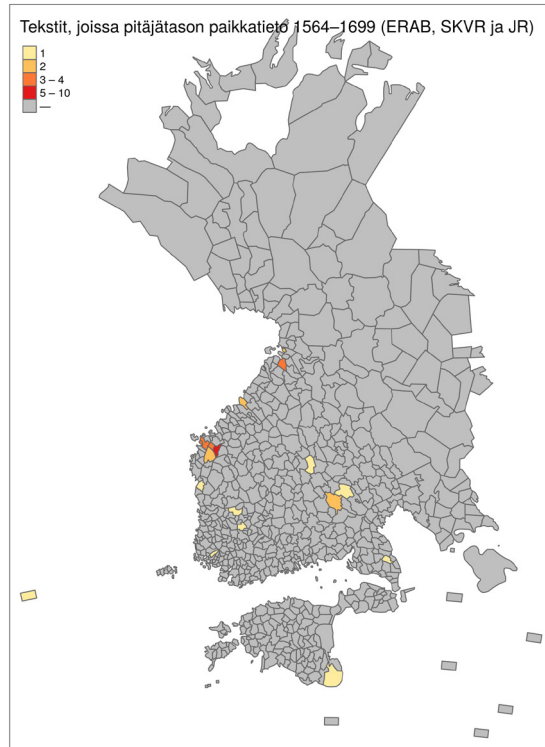 Tekstit, joissa pitäjätason paikkatieto 1564–1699 (ERAB, SKVR ja JR)
1
2
3 – 4
5 – 10
—